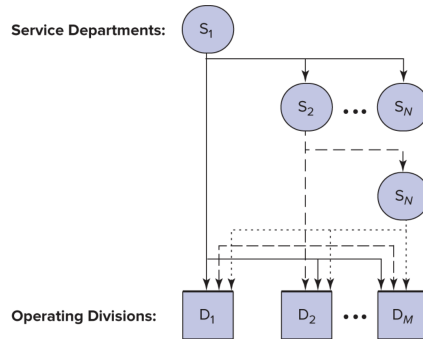 Service Departments: S1
S2 ••• SN
SN
Operating Divisions: D1 D2 ••• DM